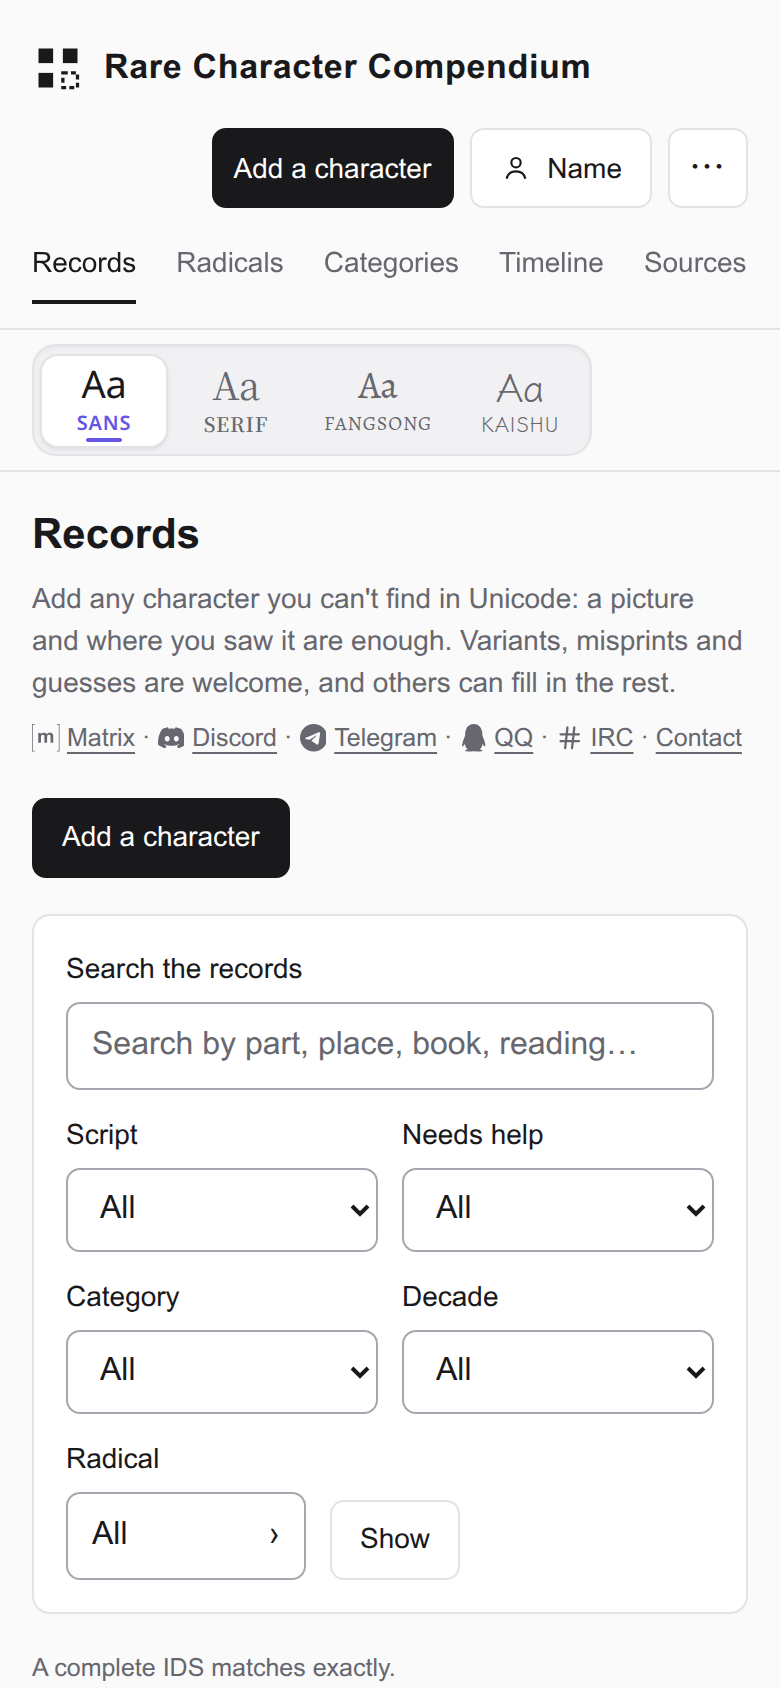 Rare Character Compendium
Add a character
Name
...
Records Radicals Categories Timeline Sources
Aa Aa Aa Aa
SANS SERIF FANGSONG KAISHU
Records
Add any character you can't find in Unicode: a picture
and where you saw it are enough. Variants, misprints and
guesses are welcome, and others can fill in the rest.
[m] Matrix · Discord · Telegram · QQ · # IRC · Contact
Add a character
Search the records
Search by part, place, book, reading…
Script Needs help
All All
Category Decade
All All
Radical
All ›
Show
A complete IDS matches exactly.